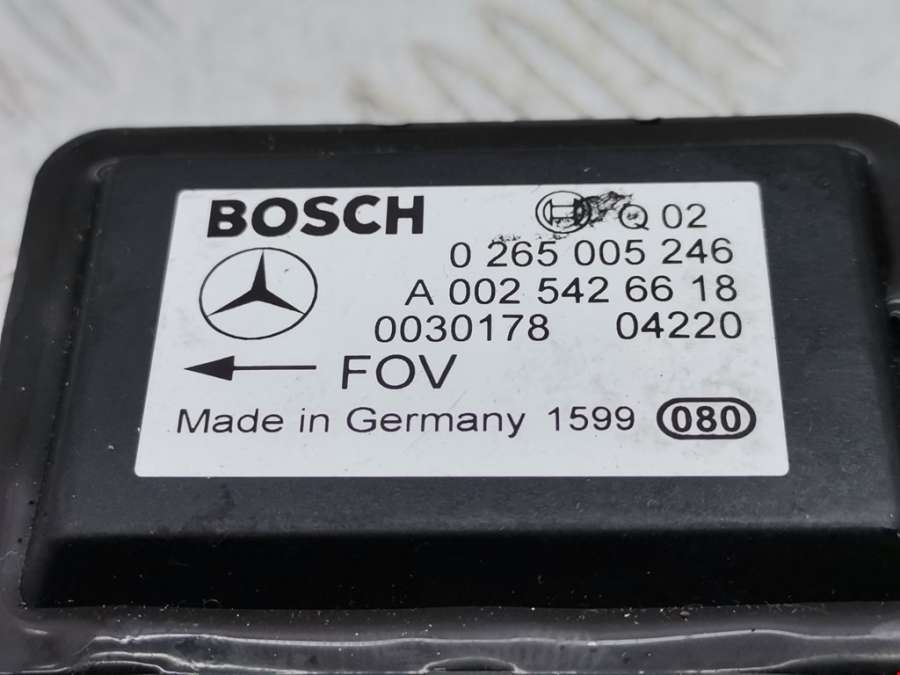 BOSCH Q 02
0 265 005 246
A 002 542 66 18
0030178 04220
FOV
Made in Germany 1599 080